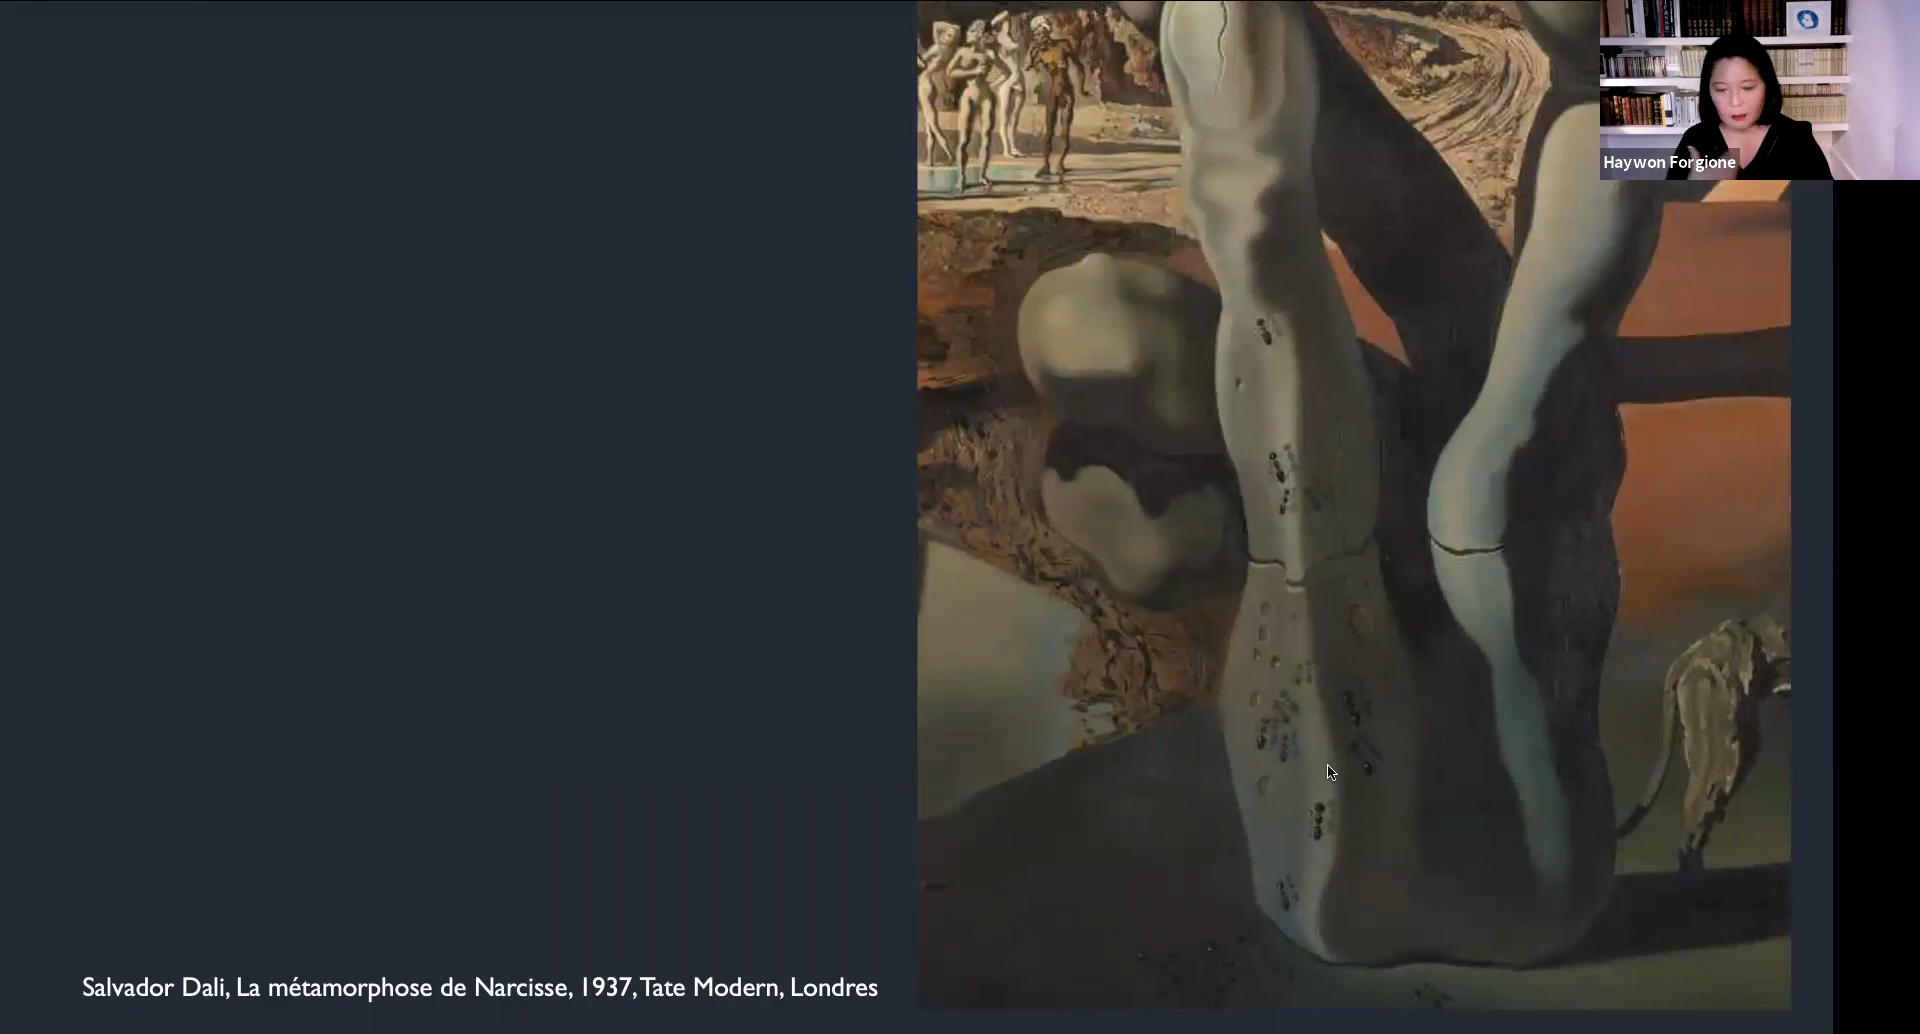 Haywon Forgione
Salvador Dali, La métamorphose de Narcisse, 1937, Tate Modern, Londres